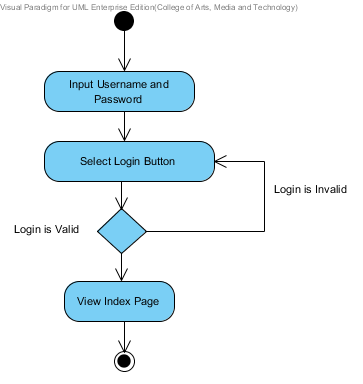 Visual Paradigm for UML Enterprise Edition(College of Arts, Media and Technology)
Input Username and
Password
Select Login Button
Login is Invalid
Login is Valid
View Index Page